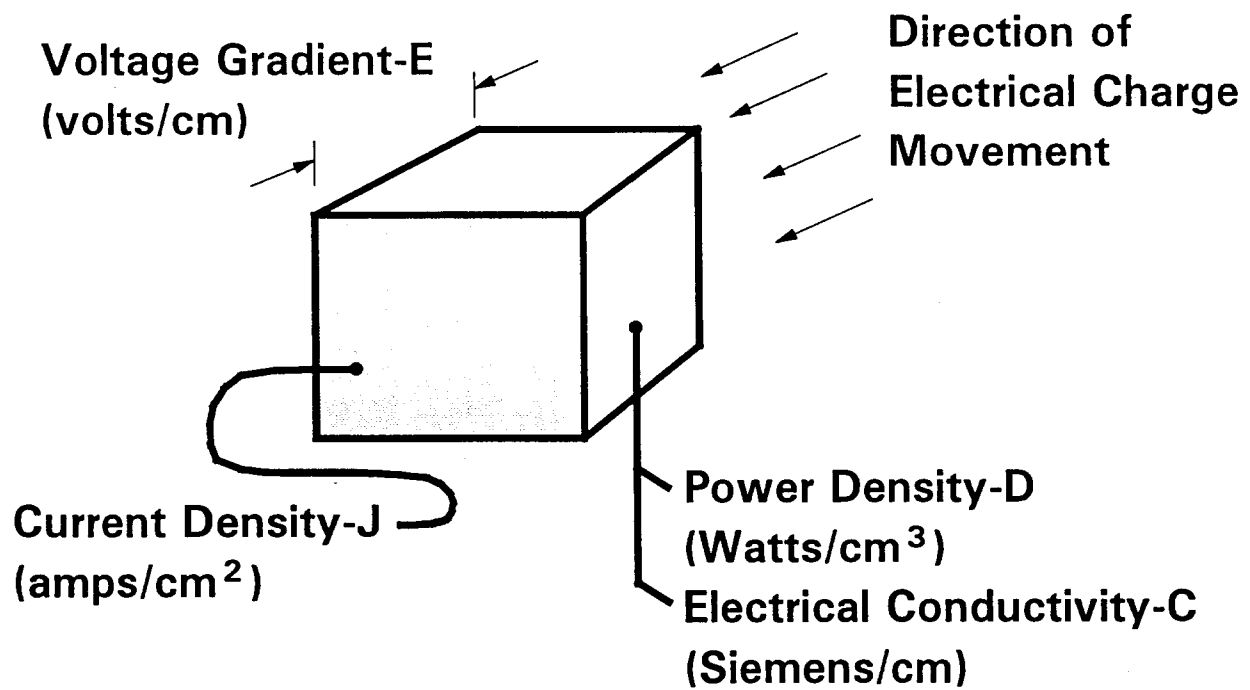 Voltage Gradient-E
(volts/cm)
Direction of
Electrical Charge
Movement
Current Density-J
(amps/cm²)
Power Density-D
(Watts/cm³)
Electrical Conductivity-C
(Siemens/cm)